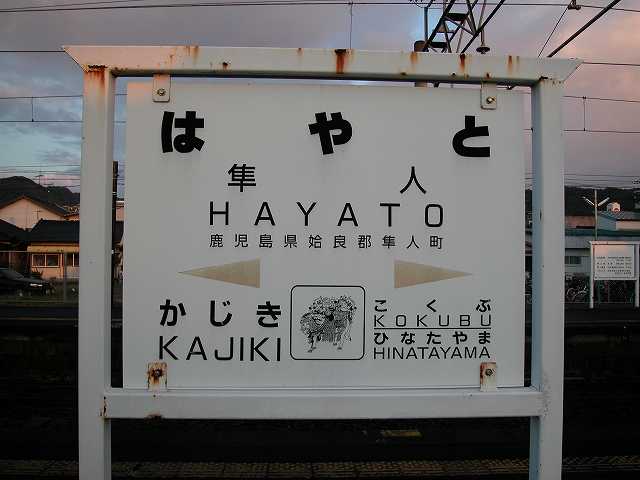 はやと
隼人
HAYATO
鹿児島県姶良郡隼人町
かじき
KAJIKI
こくぶ
KOKUBU
ひなたやま
HINATAYAMA